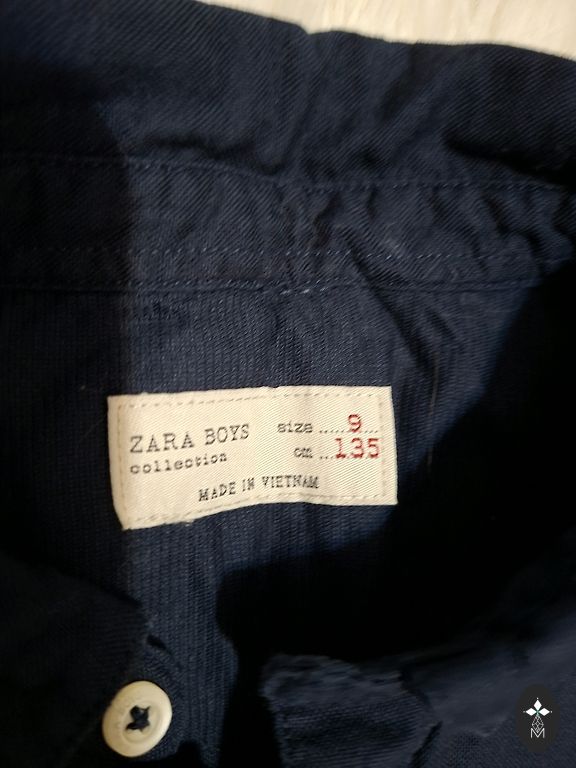 ZARA BOYS size.....9....
collection cm ...135
MADE IN VIETNAM
M